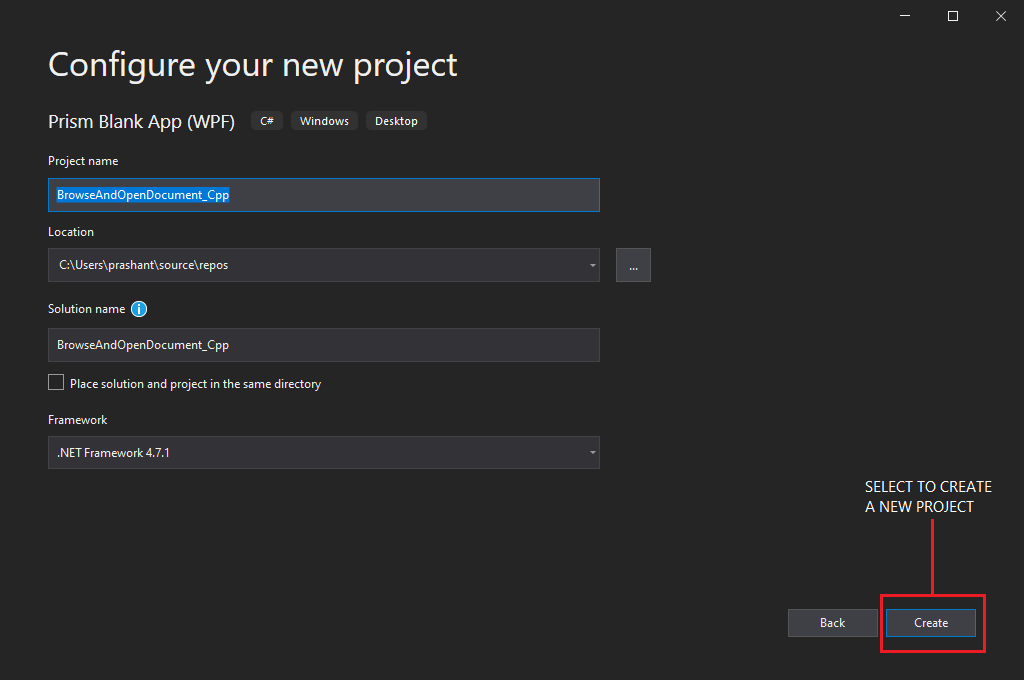 Configure your new project
Prism Blank App (WPF) C# Windows Desktop
Project name
BrowseAndOpenDocument_Cpp
Location
C:\Users\prashant\source\repos
...
Solution name
BrowseAndOpenDocument_Cpp
Place solution and project in the same directory
Framework
.NET Framework 4.7.1
SELECT TO CREATE
A NEW PROJECT
Back Create